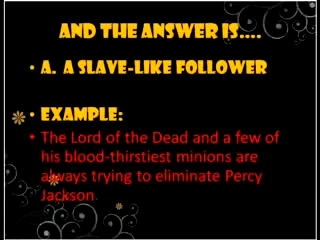 AND THE ANSWER IS....
• A. A SLAVE-LIKE FOLLOWER
• EXAMPLE:
• The Lord of the Dead and a few of
his blood-thirstiest minions are
always trying to eliminate Percy
Jackson.